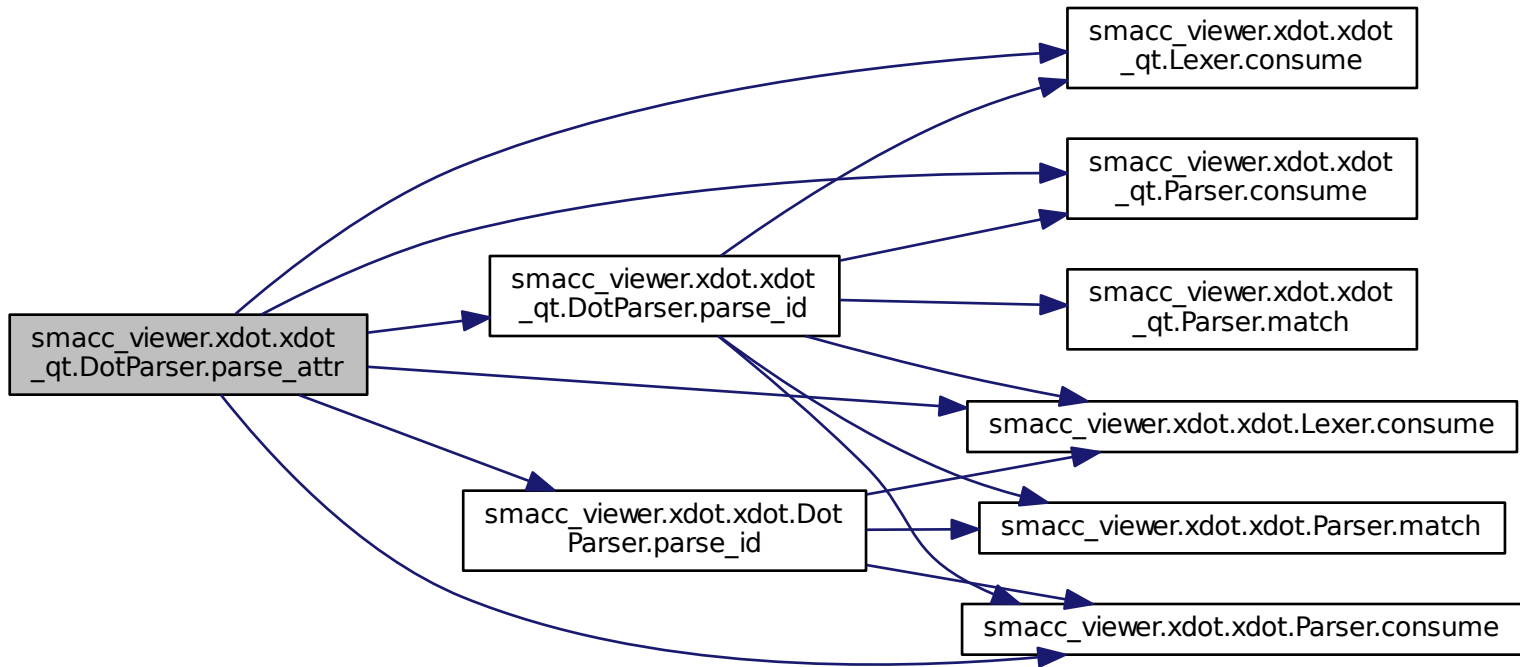 smacc_viewer.xdot.xdot
_qt.Lexer.consume
smacc_viewer.xdot.xdot
_qt.Parser.consume
smacc_viewer.xdot.xdot
_qt.DotParser.parse_id
smacc_viewer.xdot.xdot
_qt.Parser.match
smacc_viewer.xdot.xdot
_qt.DotParser.parse_attr
smacc_viewer.xdot.xdot.Lexer.consume
smacc_viewer.xdot.xdot.Dot
Parser.parse_id
smacc_viewer.xdot.xdot.Parser.match
smacc_viewer.xdot.xdot.Parser.consume